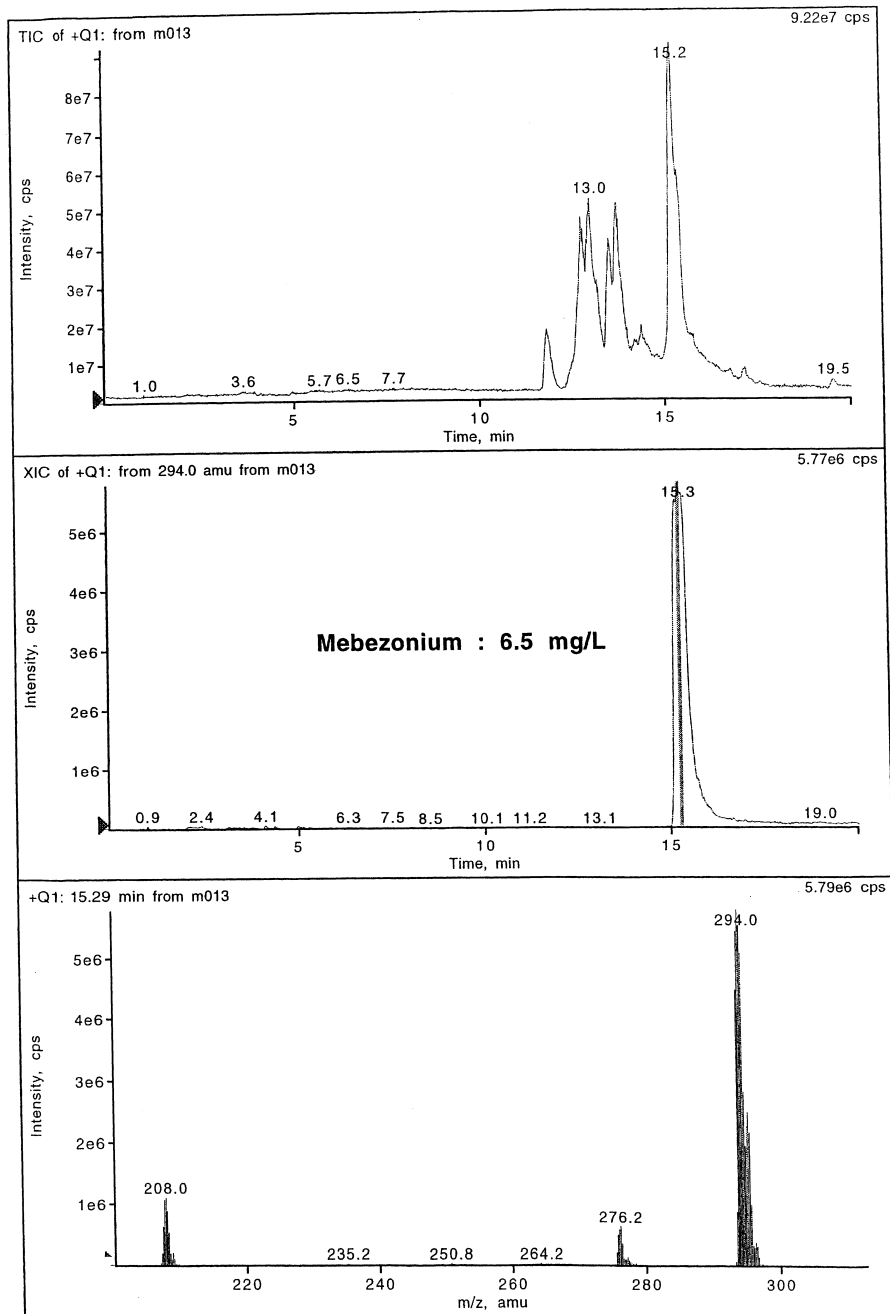 TIC of +Q1: from m013 9.22e7 cps
15.2
8e7
7e7
6e7
13.0
5e7
4e7
3e7
2e7
1e7
1.0 3.6 5.7 6.5 7.7 19.5
5 10 15
Intensity, cps
Time, min
XIC of +Q1: from 294.0 amu from m013 5.77e6 cps
15.3
5e6
4e6
Mebezonium : 6.5 mg/L
3e6
2e6
1e6
0.9 2.4 4.1 6.3 7.5 8.5 10.1 11.2 13.1 19.0
5 10 15
Intensity, cps
Time, min
+Q1: 15.29 min from m013 5.79e6 cps
294.0
5e6
4e6
3e6
2e6
208.0
1e6
276.2
235.2 250.8 264.2
220 240 260 280 300
Intensity, cps
m/z, amu